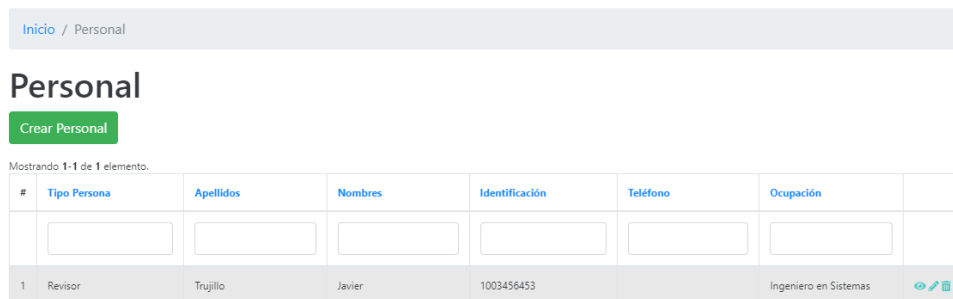 Inicio / Personal
Personal
Crear Personal
Mostrando 1-1 de 1 elemento.
# Tipo Persona Apellidos Nombres Identificación Teléfono Ocupación
1 Revisor Trujillo Javier 1003456453 Ingeniero en Sistemas